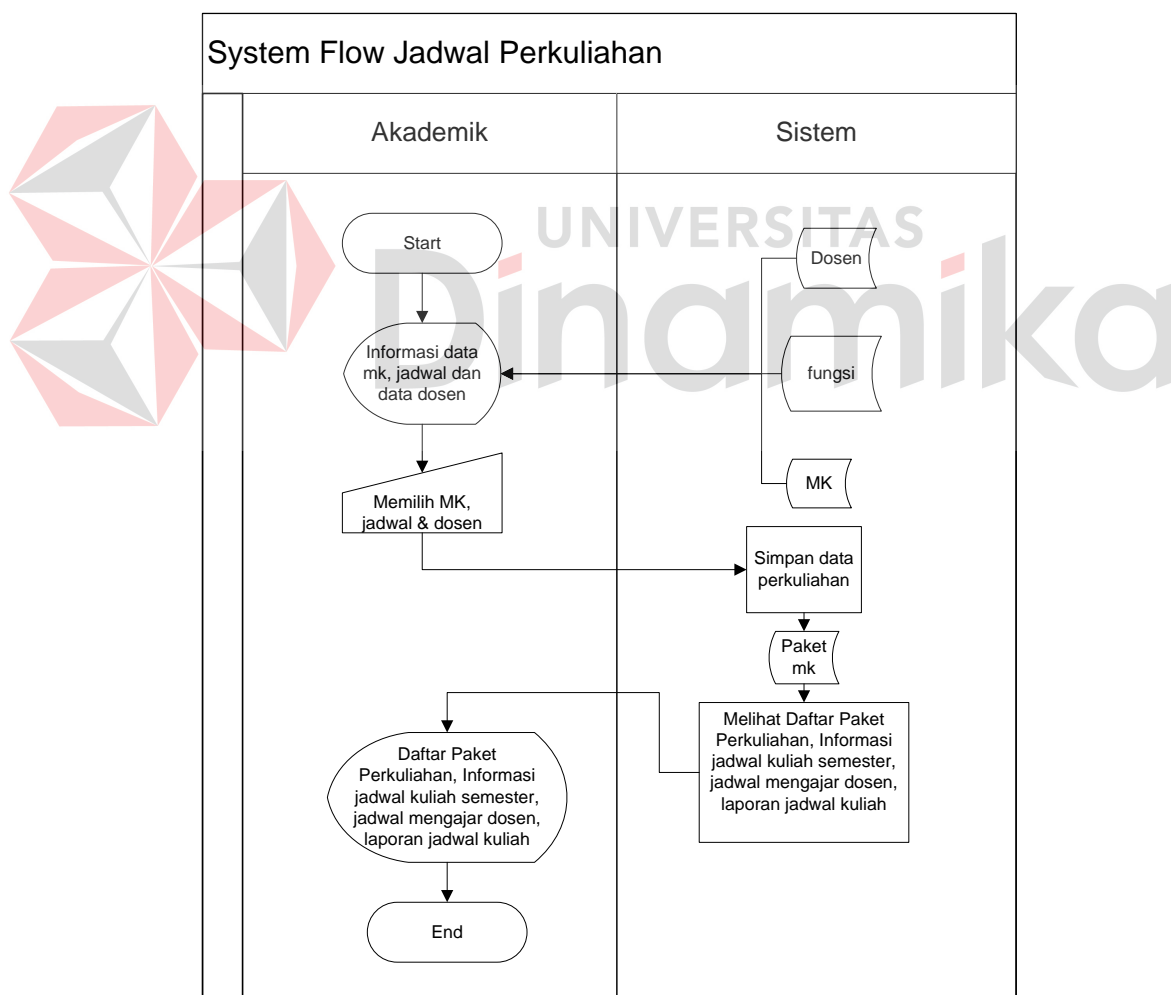 System Flow Jadwal Perkuliahan
Akademik
Sistem
UNIVERSITAS
Dinamika
Start
Dosen
Informasi data
mk, jadwal dan
data dosen
fungsi
Memilih MK,
jadwal & dosen
MK
Simpan data
perkuliahan
Paket
mk
Melihat Daftar Paket
Perkuliahan, Informasi
jadwal kuliah semester,
jadwal mengajar dosen,
laporan jadwal kuliah
Daftar Paket
Perkuliahan, Informasi
jadwal kuliah semester,
jadwal mengajar dosen,
laporan jadwal kuliah
End